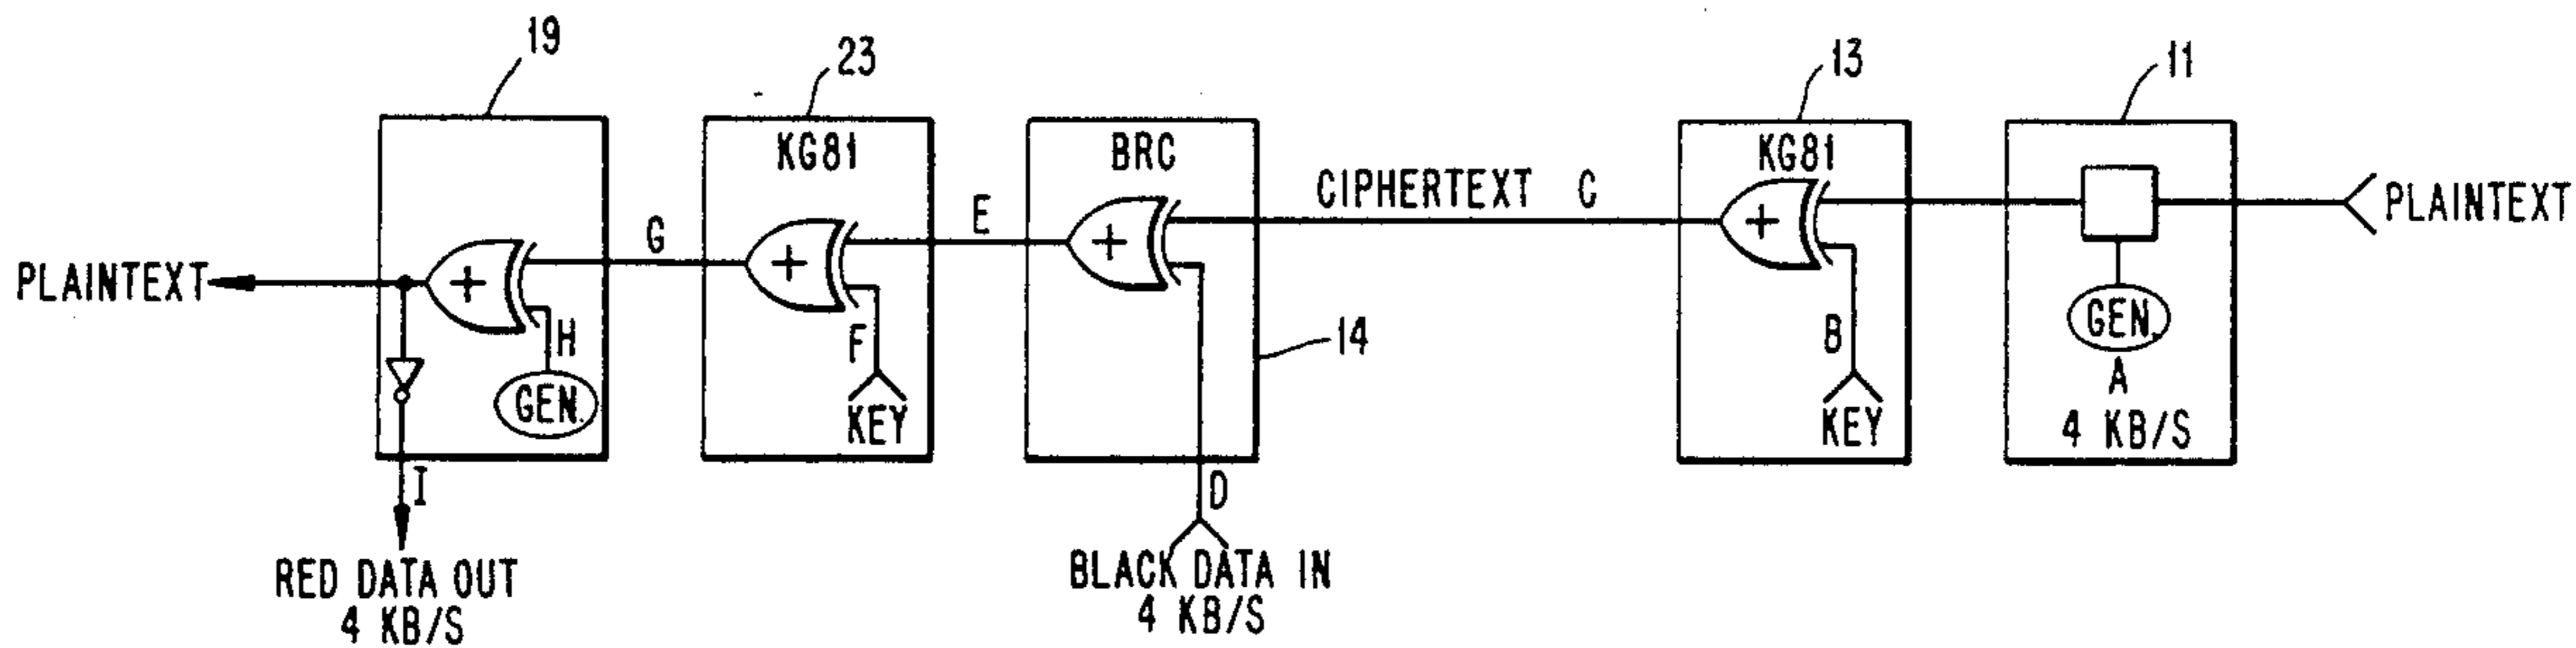 19
23
13
11
KG81
BRC
KG81
CIPHERTEXT C
PLAINTEXT
E
G
PLAINTEXT
GEN.
H
F
14
B
A
GEN.
KEY
KEY
4 KB/S
I
D
RED DATA OUT
4 KB/S
BLACK DATA IN
4 KB/S